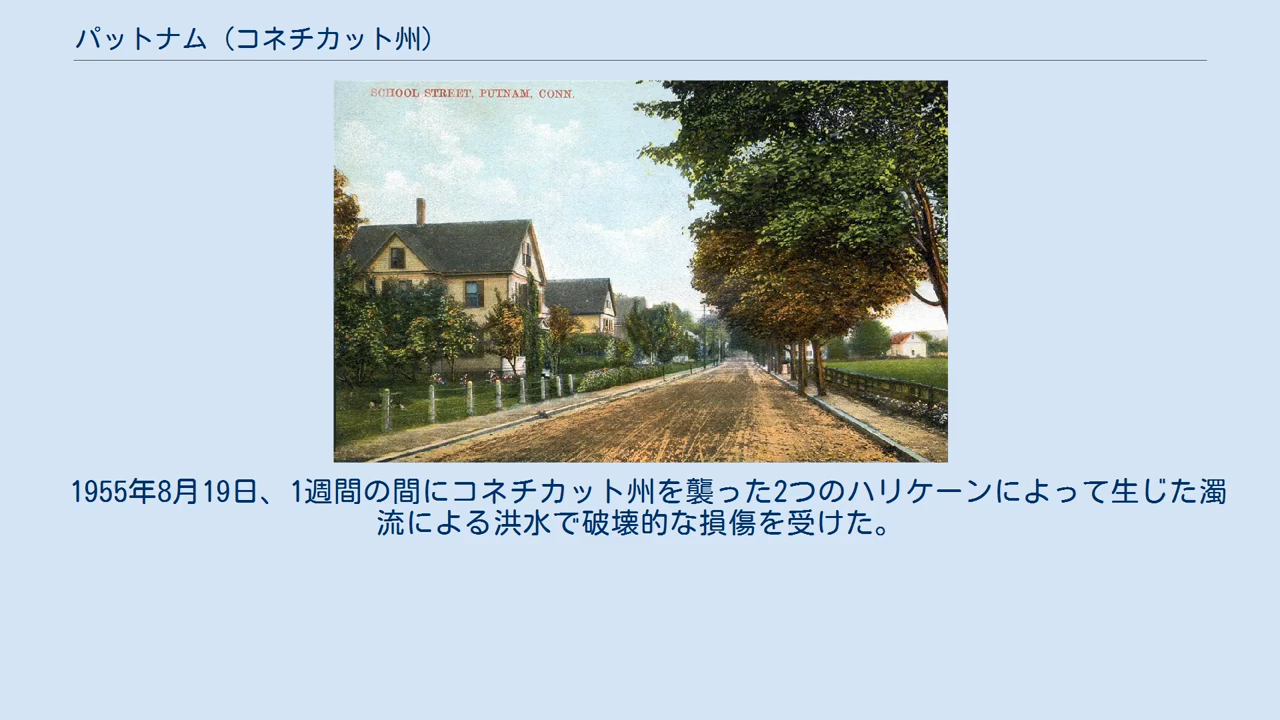 パットナム（コネチカット州）
SCHOOL STREET, PUTNAM, CONN.
1955年8月19日、1週間の間にコネチカット州を襲った2つのハリケーンによって生じた濁
流による洪水で破壊的な損傷を受けた。